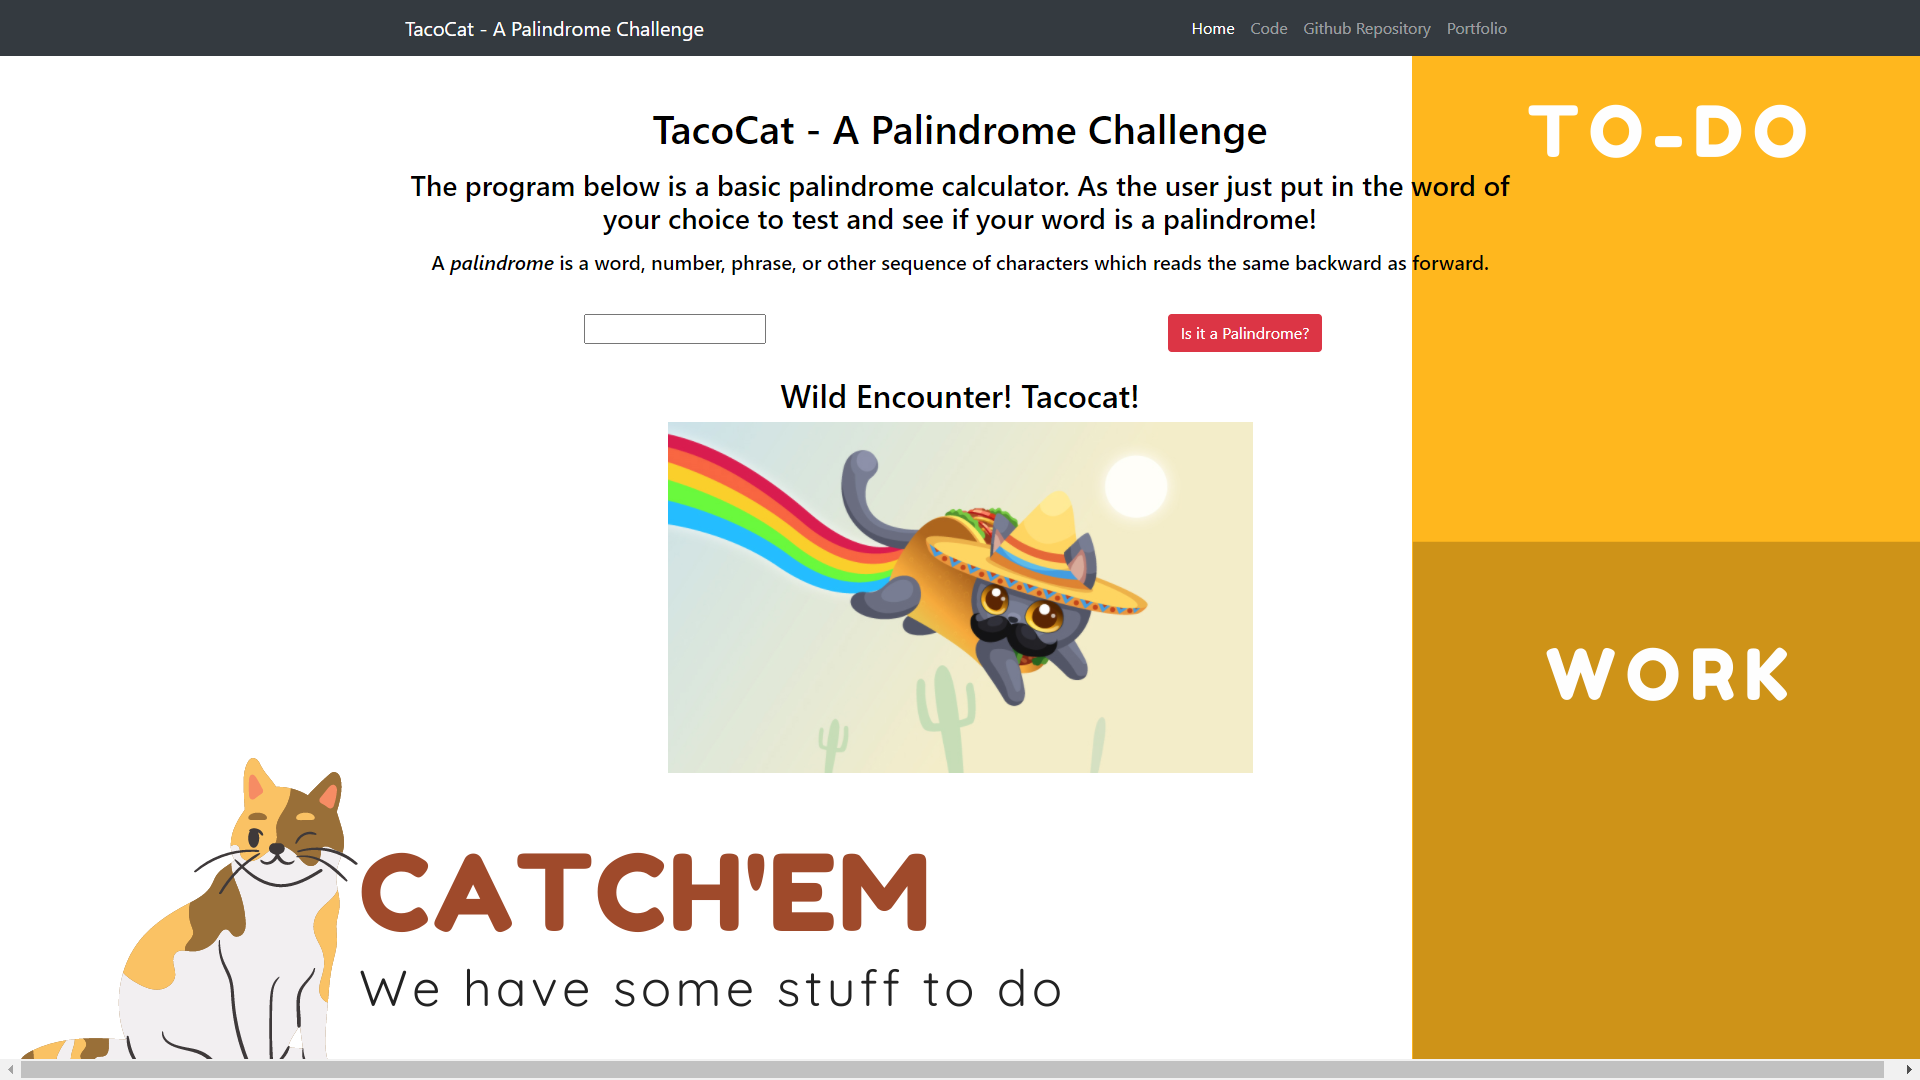 TacoCat - A Palindrome Challenge
Home Code Github Repository Portfolio
TO-DO
TacoCat - A Palindrome Challenge
The program below is a basic palindrome calculator. As the user just put in the word of
your choice to test and see if your word is a palindrome!
A palindrome is a word, number, phrase, or other sequence of characters which reads the same backward as forward.
Is it a Palindrome?
Wild Encounter! Tacocat!
WORK
CATCH'EM
We have some stuff to do